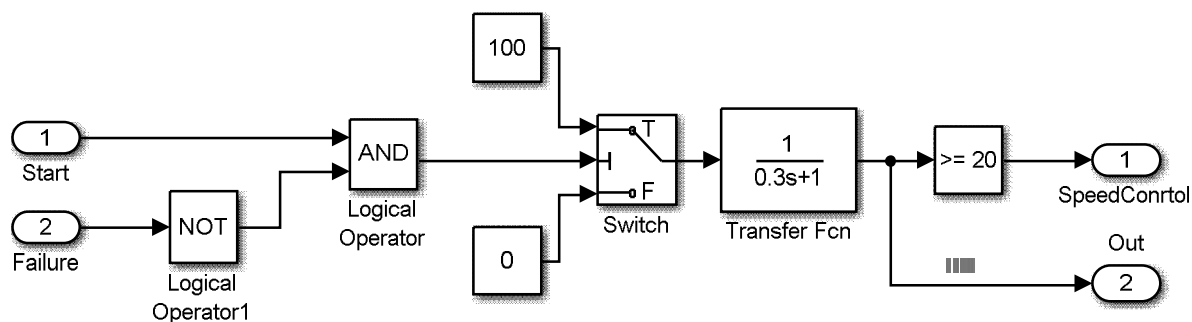 100
1
Start
AND
Logical
Operator
T
F
Switch
1
0.3s+1
Transfer Fcn
>= 20
1
SpeedConrtol
2
Failure
NOT
Logical
Operator1
0
Out
2